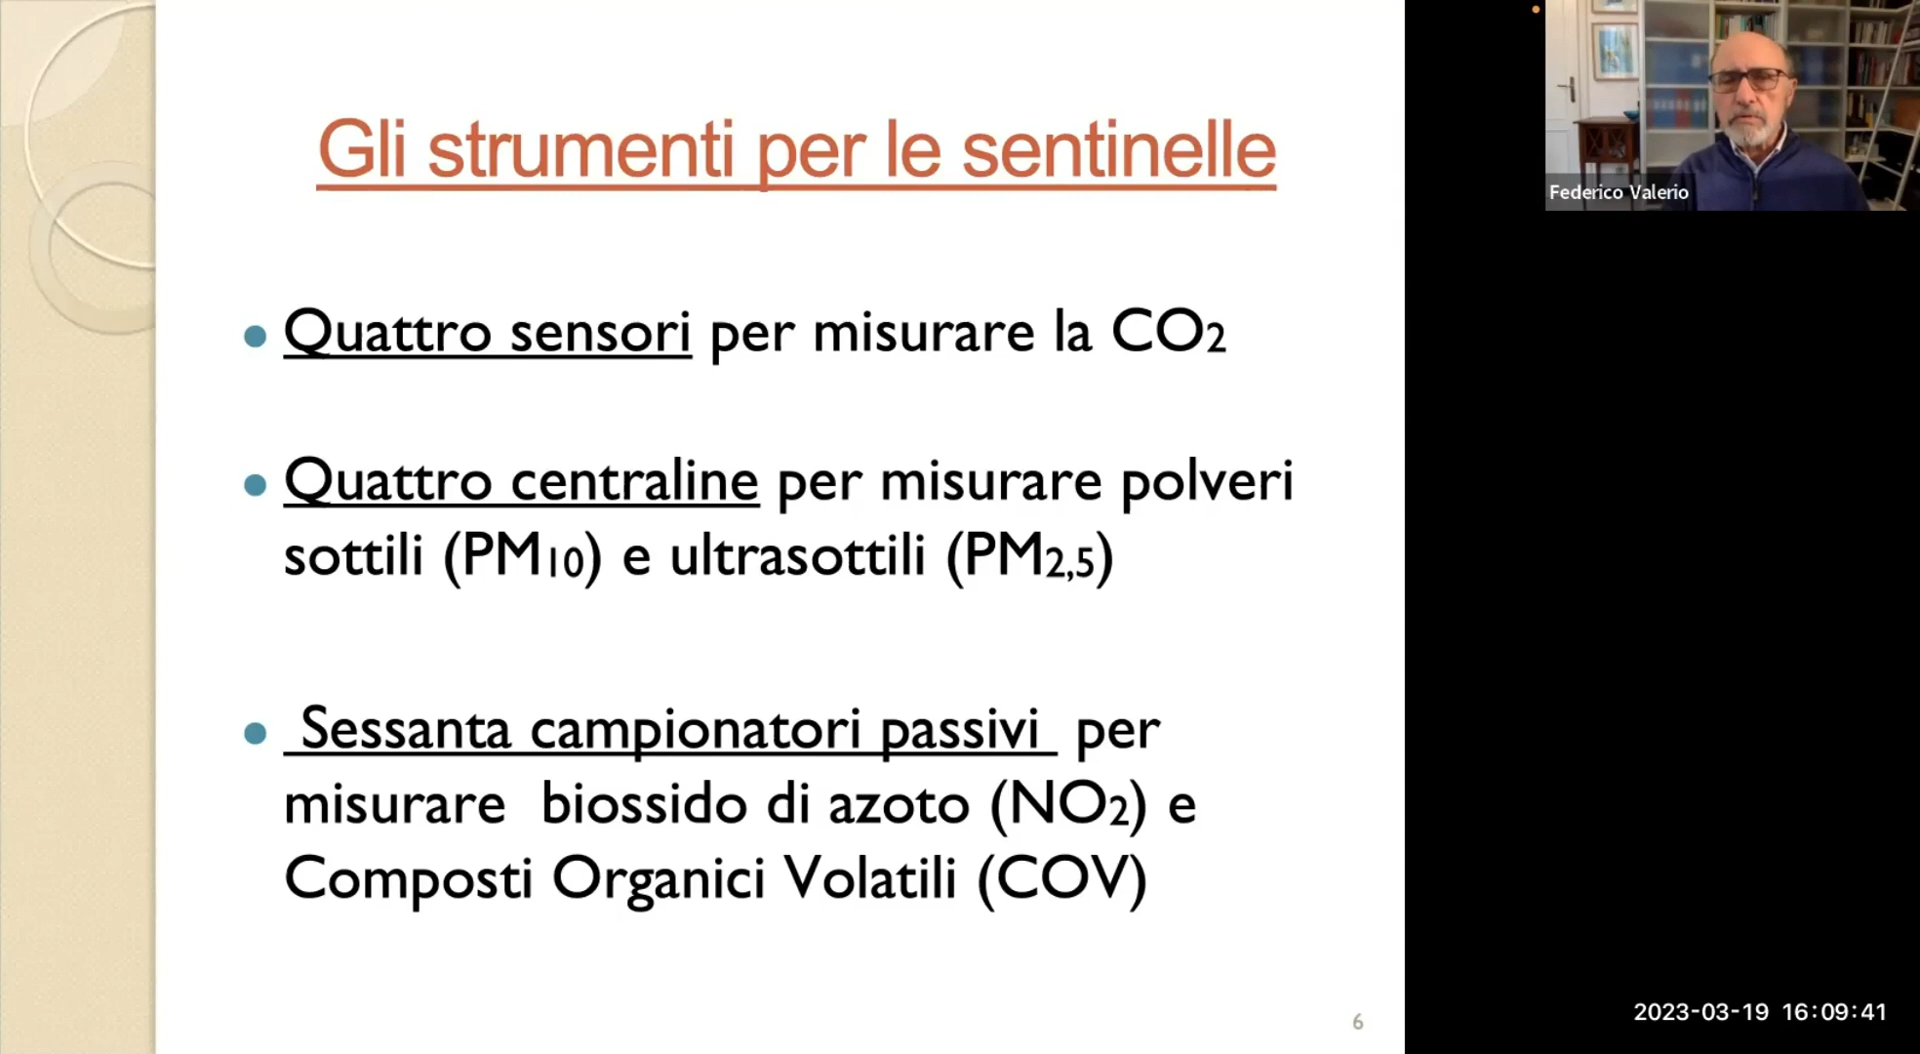 Gli strumenti per le sentinelle
Quattro sensori per misurare la CO2
Quattro centraline per misurare polveri
sottili (PM10) e ultrasottili (PM2,5)
Sessanta campionatori passivi per
misurare biossido di azoto (NO2) e
Composti Organici Volatili (COV)
6
Federico Valerio
2023-03-19 16:09:41